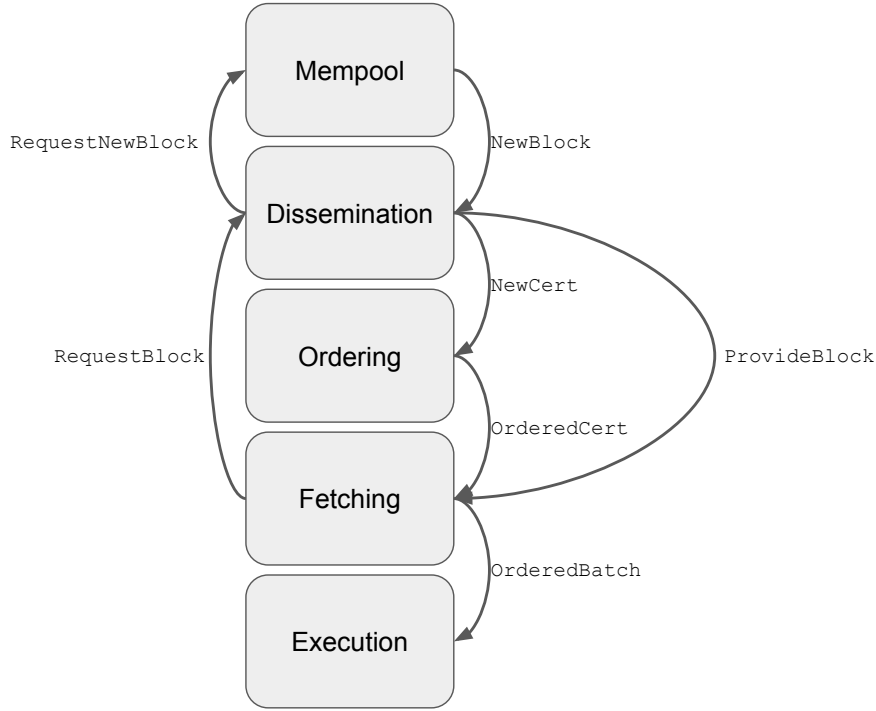 Mempool
RequestNewBlock
NewBlock
Dissemination
NewCert
Ordering
RequestBlock
ProvideBlock
OrderedCert
Fetching
OrderedBatch
Execution